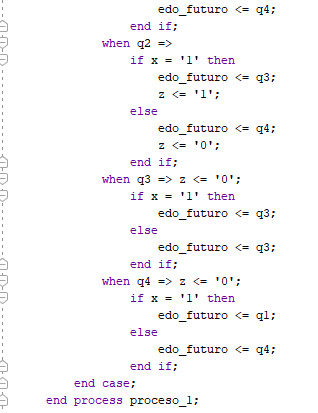 edo_futuro <= q4;
end if;
when q2 =>
if x = '1' then
edo_futuro <= q3;
z <= '1';
else
edo_futuro <= q4;
z <= '0';
end if;
when q3 => z <= '0';
if x = '1' then
edo_futuro <= q3;
else
edo_futuro <= q3;
end if;
when q4 => z <= '0';
if x = '1' then
edo_futuro <= q1;
else
edo_futuro <= q4;
end if;
end case;
end process proceso_1;